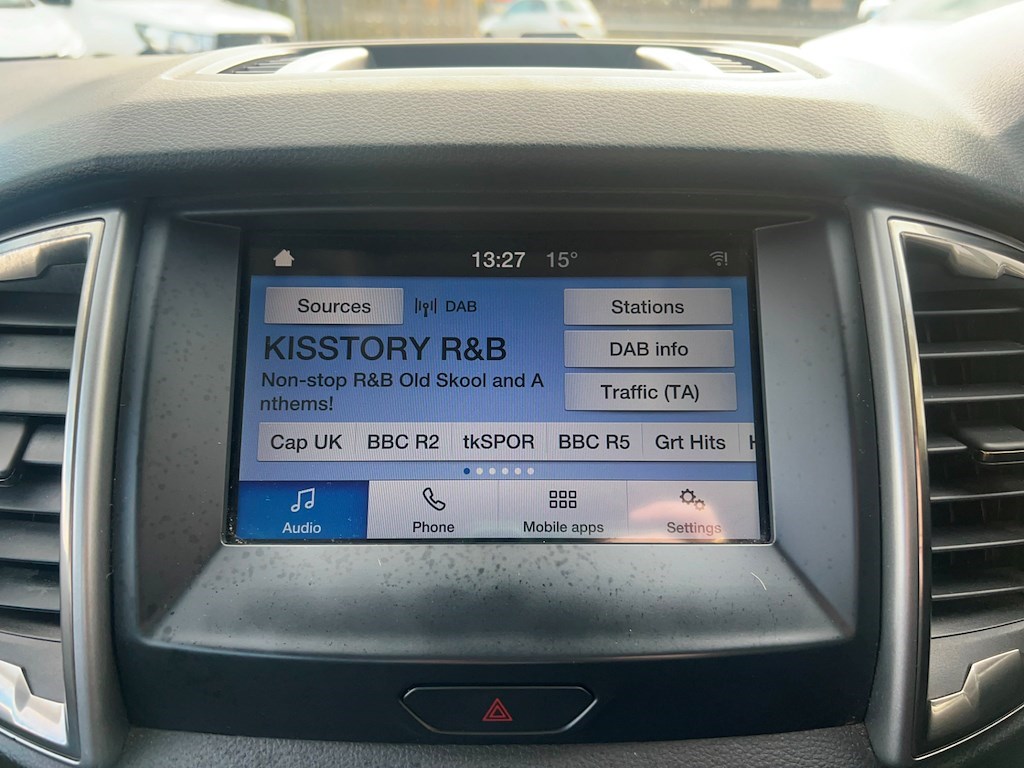 13:27 15°
Sources DAB Stations
KISSTORY R&B
DAB info
Non-stop R&B Old Skool and A
nthems!
Traffic (TA)
Cap UK BBC R2 tkSPOR BBC R5 Grt Hits
Audio Phone Mobile apps Settings